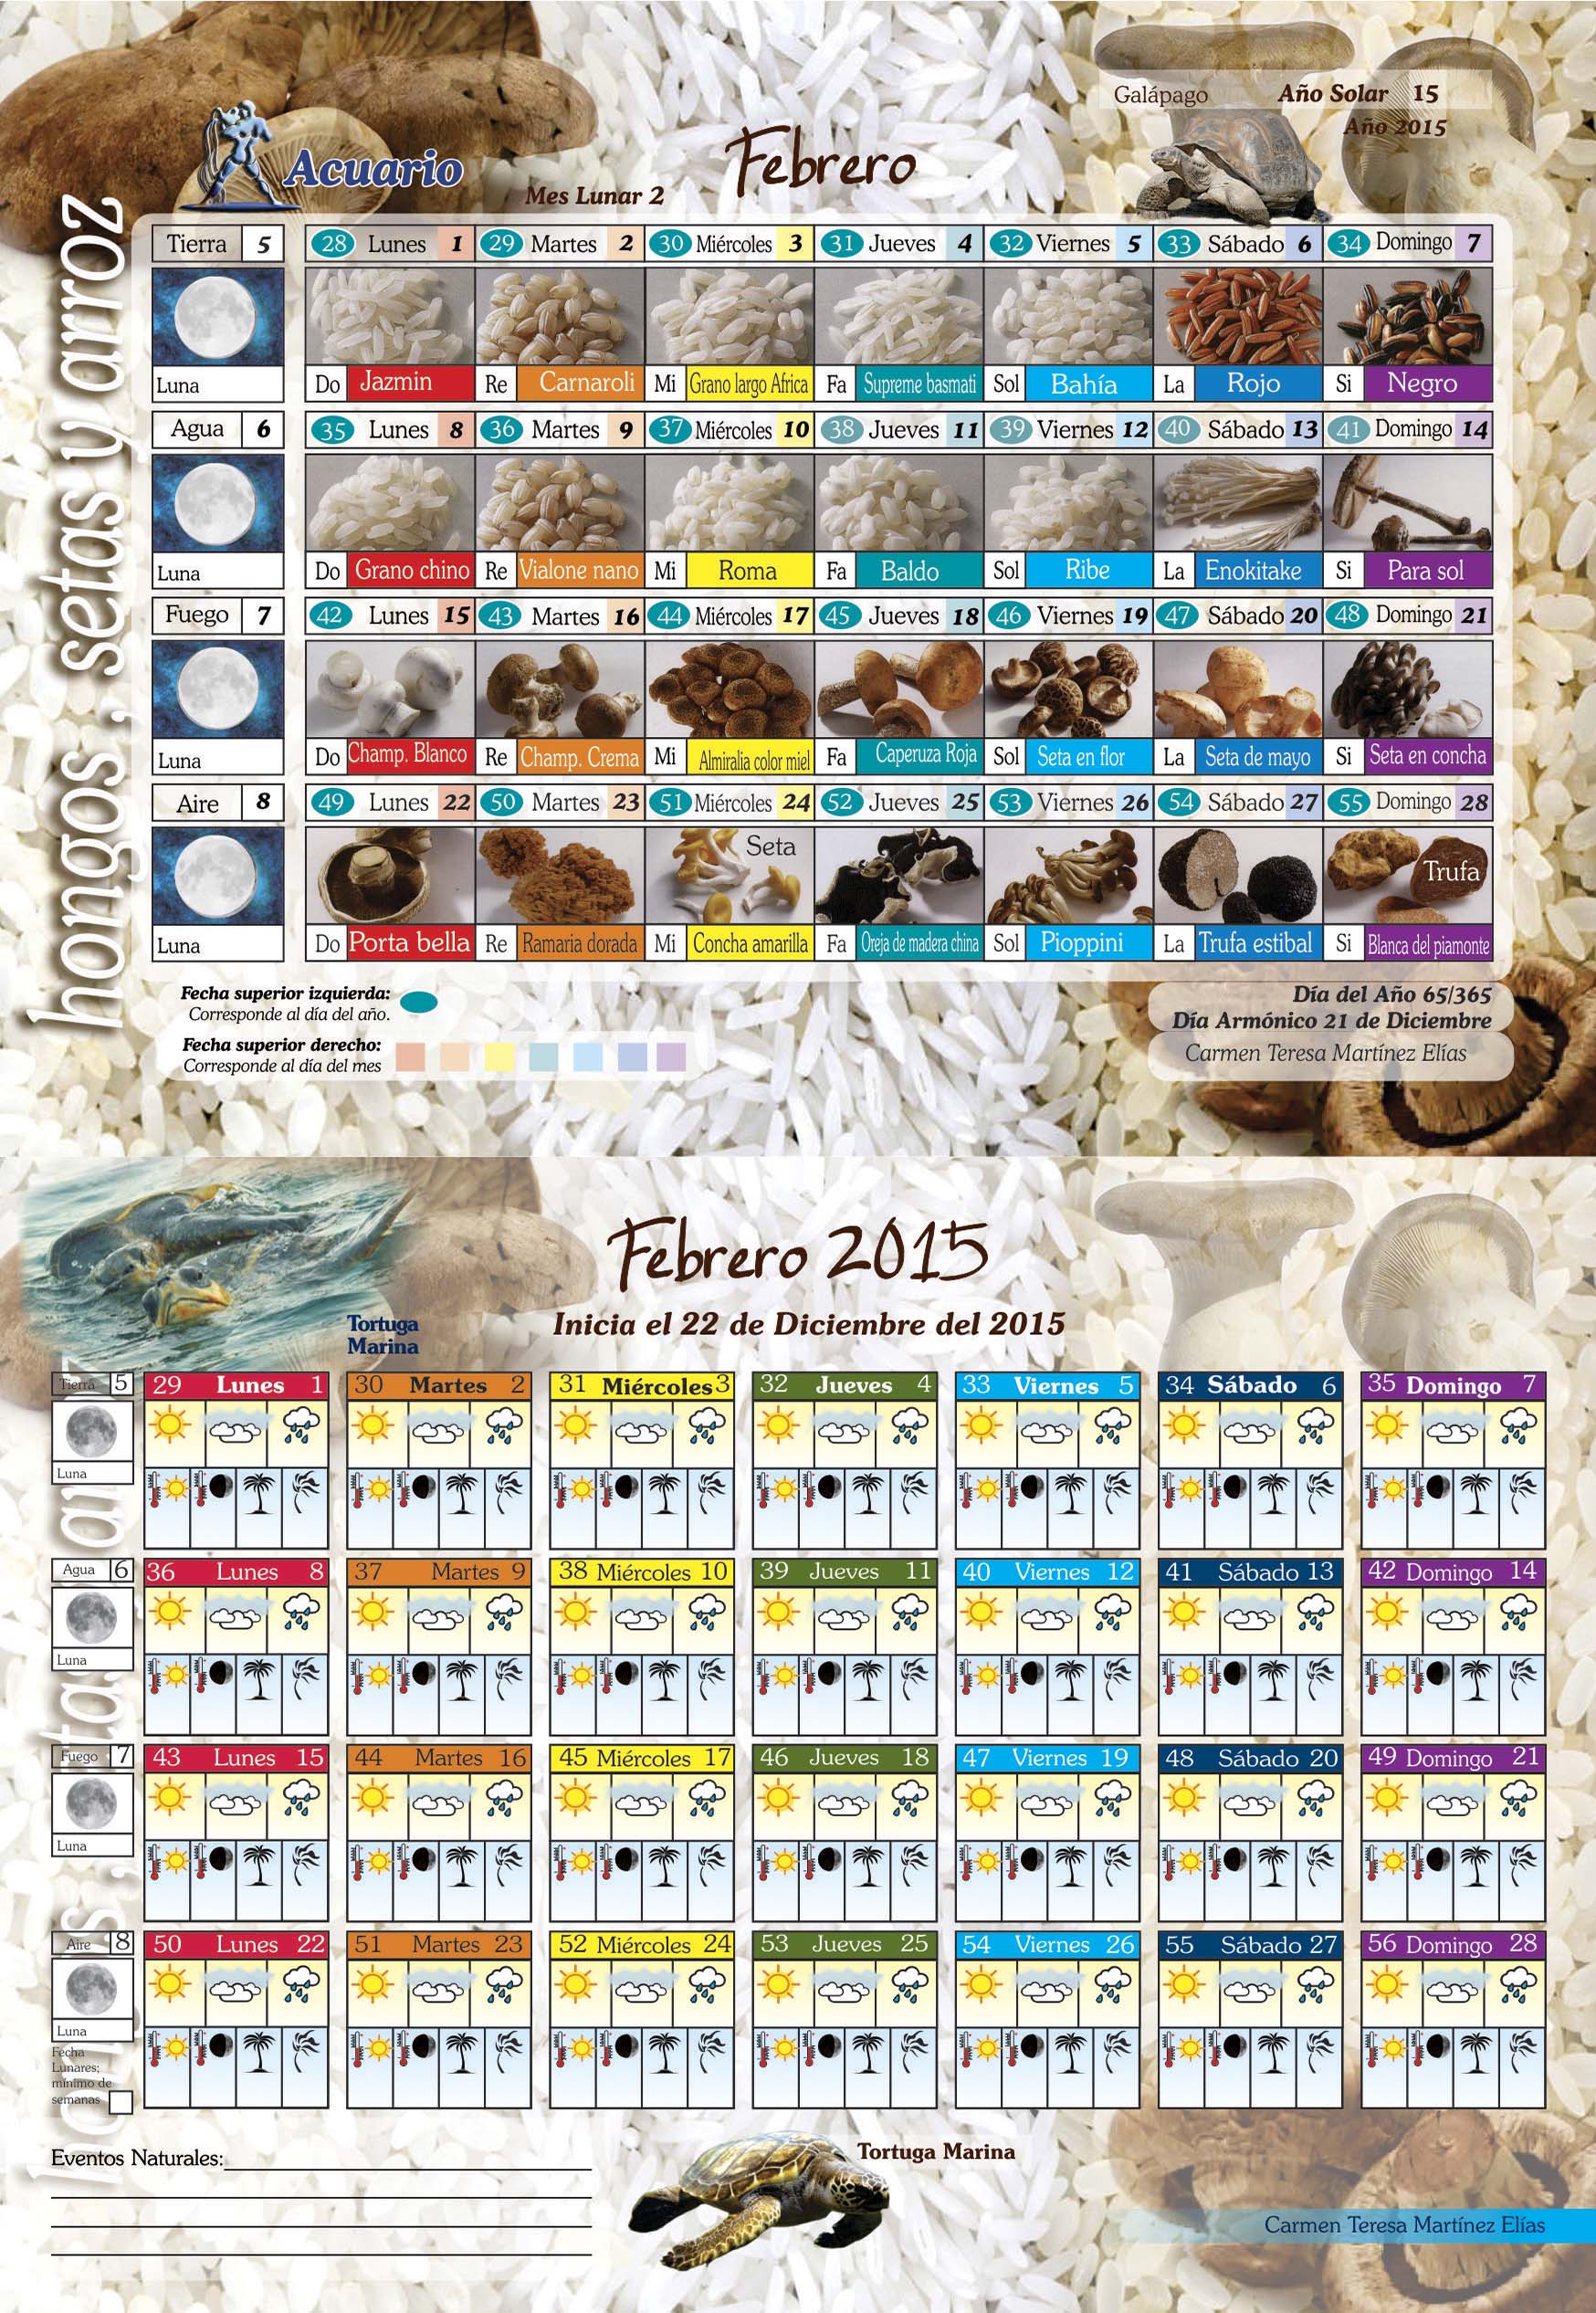 Galápago
Año Solar 15
Año 2015
Acuario
Febrero
Mes Lunar 2
hongos , setas y arroz
Tierra 5 28 Lunes 1 29 Martes 2 30 Miércoles 3 31 Jueves 4 32 Viernes 5 33 Sábado 6 34 Domingo 7
Luna Do Jazmin Re Carnaroli Mi Grano largo Africa Fa Supreme basmati Sol Bahía La Rojo Si Negro
Agua 6 35 Lunes 8 36 Martes 9 37 Miércoles 10 38 Jueves 11 39 Viernes 12 40 Sábado 13 41 Domingo 14
Luna Do Grano chino Re Vialone nano Mi Roma Fa Baldo Sol Ribe La Enokitake Si Para sol
Fuego 7 42 Lunes 15 43 Martes 16 44 Miércoles 17 45 Jueves 18 46 Viernes 19 47 Sábado 20 48 Domingo 21
Luna Do Champ. Blanco Re Champ. Crema Mi Almiralia color miel Fa Caperuza Roja Sol Seta en flor La Seta de mayo Si Seta en concha
Aire 8 49 Lunes 22 50 Martes 23 51 Miércoles 24 52 Jueves 25 53 Viernes 26 54 Sábado 27 55 Domingo 28
Seta
Trufa
Luna Do Porta bella Re Ramaria dorada Mi Concha amarilla Fa Oreja de madera china Sol Pioppini La Trufa estibal Si Blanca del piamonte
Fecha superior izquierda:
Corresponde al día del año.
Fecha superior derecho:
Corresponde al día del mes
Día del Año 65/365
Día Armónico 21 de Diciembre
Carmen Teresa Martínez Elías
Febrero 2015
Tortuga
Marina
Inicia el 22 de Diciembre del 2015
Tierra 5 29 Lunes 1 30 Martes 2 31 Miércoles 3 32 Jueves 4 33 Viernes 5 34 Sábado 6 35 Domingo 7
Luna
Agua 6 36 Lunes 8 37 Martes 9 38 Miércoles 10 39 Jueves 11 40 Viernes 12 41 Sábado 13 42 Domingo 14
Luna
Fuego 7 43 Lunes 15 44 Martes 16 45 Miércoles 17 46 Jueves 18 47 Viernes 19 48 Sábado 20 49 Domingo 21
Luna
Aire 8 50 Lunes 22 51 Martes 23 52 Miércoles 24 53 Jueves 25 54 Viernes 26 55 Sábado 27 56 Domingo 28
Luna
Fecha
Lunares;
mínimo de
semanas
Eventos Naturales:
Tortuga Marina
Carmen Teresa Martínez Elías